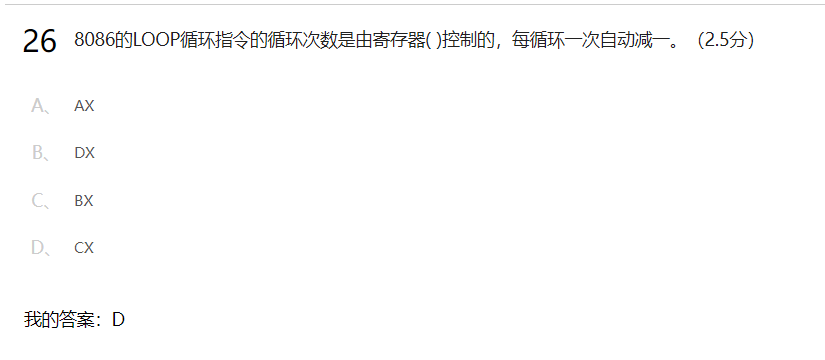 26 8086的LOOP循环指令的循环次数是由寄存器( )控制的，每循环一次自动减一。（2.5分）
A、 AX
B、 DX
C、 BX
D、 CX
我的答案：D